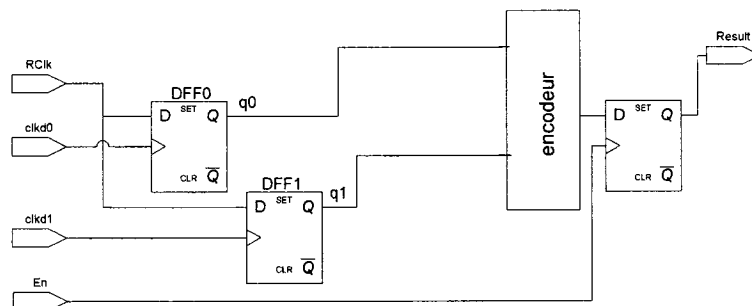 Result
RClk
DFF0
q0
D SET Q
clkd0
CLR Q
encodeur
D SET Q
CLR Q
DFF1
q1
D SET Q
clkd1
CLR Q
En